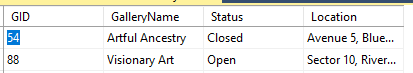 GID GalleryName Status Location
54 Artful Ancestry Closed Avenue 5, Blue...
88 Visionary Art Open Sector 10, River...